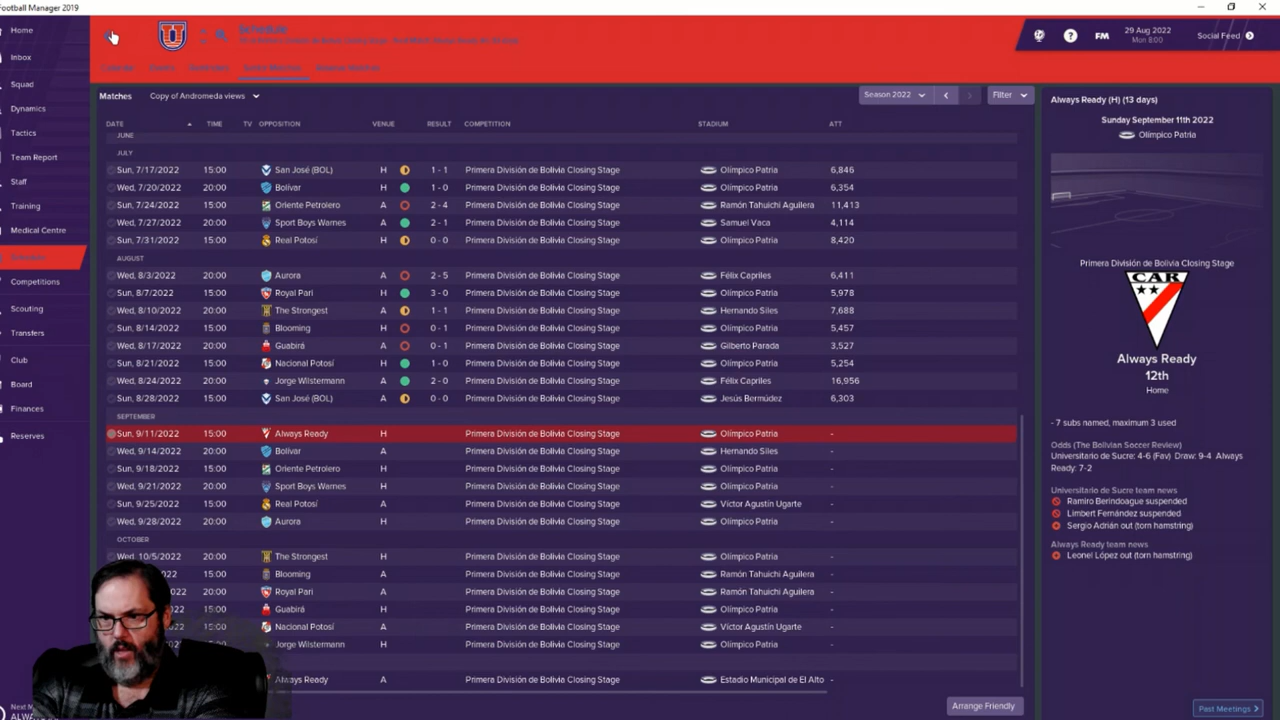 Football Manager 2019
Home
Inbox
Squad
Dynamics
Tactics
Team Report
Staff
Training
Medical Centre
Schedule
Competitions
Scouting
Transfers
Club
Board
Finances
Reserves
Schedule
29 Aug 2022
Mon 8:00
FM
Social Feed
Matches Copy of Andromeda views Season 2022 Filter
DATE TIME TV OPPOSITION VENUE RESULT COMPETITION STADIUM ATT
JUNE
JULY
Sun, 7/17/2022 15:00 San José (BOL) H 1 - 1 Primera División de Bolivia Closing Stage Olímpico Patria 6,846
Wed, 7/20/2022 20:00 Bolívar H 1 - 0 Primera División de Bolivia Closing Stage Olímpico Patria 6,354
Sun, 7/24/2022 15:00 Oriente Petrolero A 2 - 4 Primera División de Bolivia Closing Stage Ramón Tahuichi Aguilera 11,413
Wed, 7/27/2022 20:00 Sport Boys Warnes A 2 - 1 Primera División de Bolivia Closing Stage Samuel Vaca 4,114
Sun, 7/31/2022 15:00 Real Potosí H 0 - 0 Primera División de Bolivia Closing Stage Olímpico Patria 8,420
AUGUST
Wed, 8/3/2022 20:00 Aurora A 2 - 5 Primera División de Bolivia Closing Stage Félix Capriles 6,411
Sun, 8/7/2022 15:00 Royal Pari H 3 - 0 Primera División de Bolivia Closing Stage Olímpico Patria 5,978
Wed, 8/10/2022 20:00 The Strongest A 1 - 1 Primera División de Bolivia Closing Stage Hernando Siles 7,688
Sun, 8/14/2022 15:00 Blooming H 0 - 1 Primera División de Bolivia Closing Stage Olímpico Patria 5,457
Wed, 8/17/2022 20:00 Guabirá A 0 - 1 Primera División de Bolivia Closing Stage Gilberto Parada 3,527
Sun, 8/21/2022 15:00 Nacional Potosí H 1 - 0 Primera División de Bolivia Closing Stage Olímpico Patria 5,254
Wed, 8/24/2022 20:00 Jorge Wilstermann A 2 - 0 Primera División de Bolivia Closing Stage Félix Capriles 16,956
Sun, 8/28/2022 15:00 San José (BOL) A 0 - 0 Primera División de Bolivia Closing Stage Jesús Bermúdez 6,303
SEPTEMBER
Sun, 9/11/2022 15:00 Always Ready H Primera División de Bolivia Closing Stage Olímpico Patria -
Wed, 9/14/2022 20:00 Bolívar A Primera División de Bolivia Closing Stage Hernando Siles -
Sun, 9/18/2022 15:00 Oriente Petrolero H Primera División de Bolivia Closing Stage Olímpico Patria -
Wed, 9/21/2022 20:00 Sport Boys Warnes H Primera División de Bolivia Closing Stage Olímpico Patria -
Sun, 9/25/2022 15:00 Real Potosí A Primera División de Bolivia Closing Stage Víctor Agustín Ugarte -
Wed, 9/28/2022 20:00 Aurora H Primera División de Bolivia Closing Stage Olímpico Patria -
OCTOBER
Wed, 10/5/2022 20:00 The Strongest H Primera División de Bolivia Closing Stage Olímpico Patria -
2022 15:00 Blooming A Primera División de Bolivia Closing Stage Ramón Tahuichi Aguilera -
2022 20:00 Royal Pari A Primera División de Bolivia Closing Stage Ramón Tahuichi Aguilera -
15:00 Guabirá H Primera División de Bolivia Closing Stage Olímpico Patria -
15:00 Nacional Potosí A Primera División de Bolivia Closing Stage Víctor Agustín Ugarte -
Jorge Wilstermann H Primera División de Bolivia Closing Stage Olímpico Patria -
Always Ready A Primera División de Bolivia Closing Stage Estadio Municipal de El Alto -
Arrange Friendly
Always Ready (H) (13 days)
Sunday September 11th 2022
Olímpico Patria
Primera División de Bolivia Closing Stage
CAR
Always Ready
12th
Home
- 7 subs named, maximum 3 used
Odds (The Bolivian Soccer Review)
Universitario de Sucre: 4-6 (Fav) Draw: 9-4 Always
Ready: 7-2
Universitario de Sucre team news
Ramiro Berindoague suspended
Limbert Fernández suspended
Sergio Adrián out (torn hamstring)
Always Ready team news
Leonel López out (torn hamstring)
Past Meetings